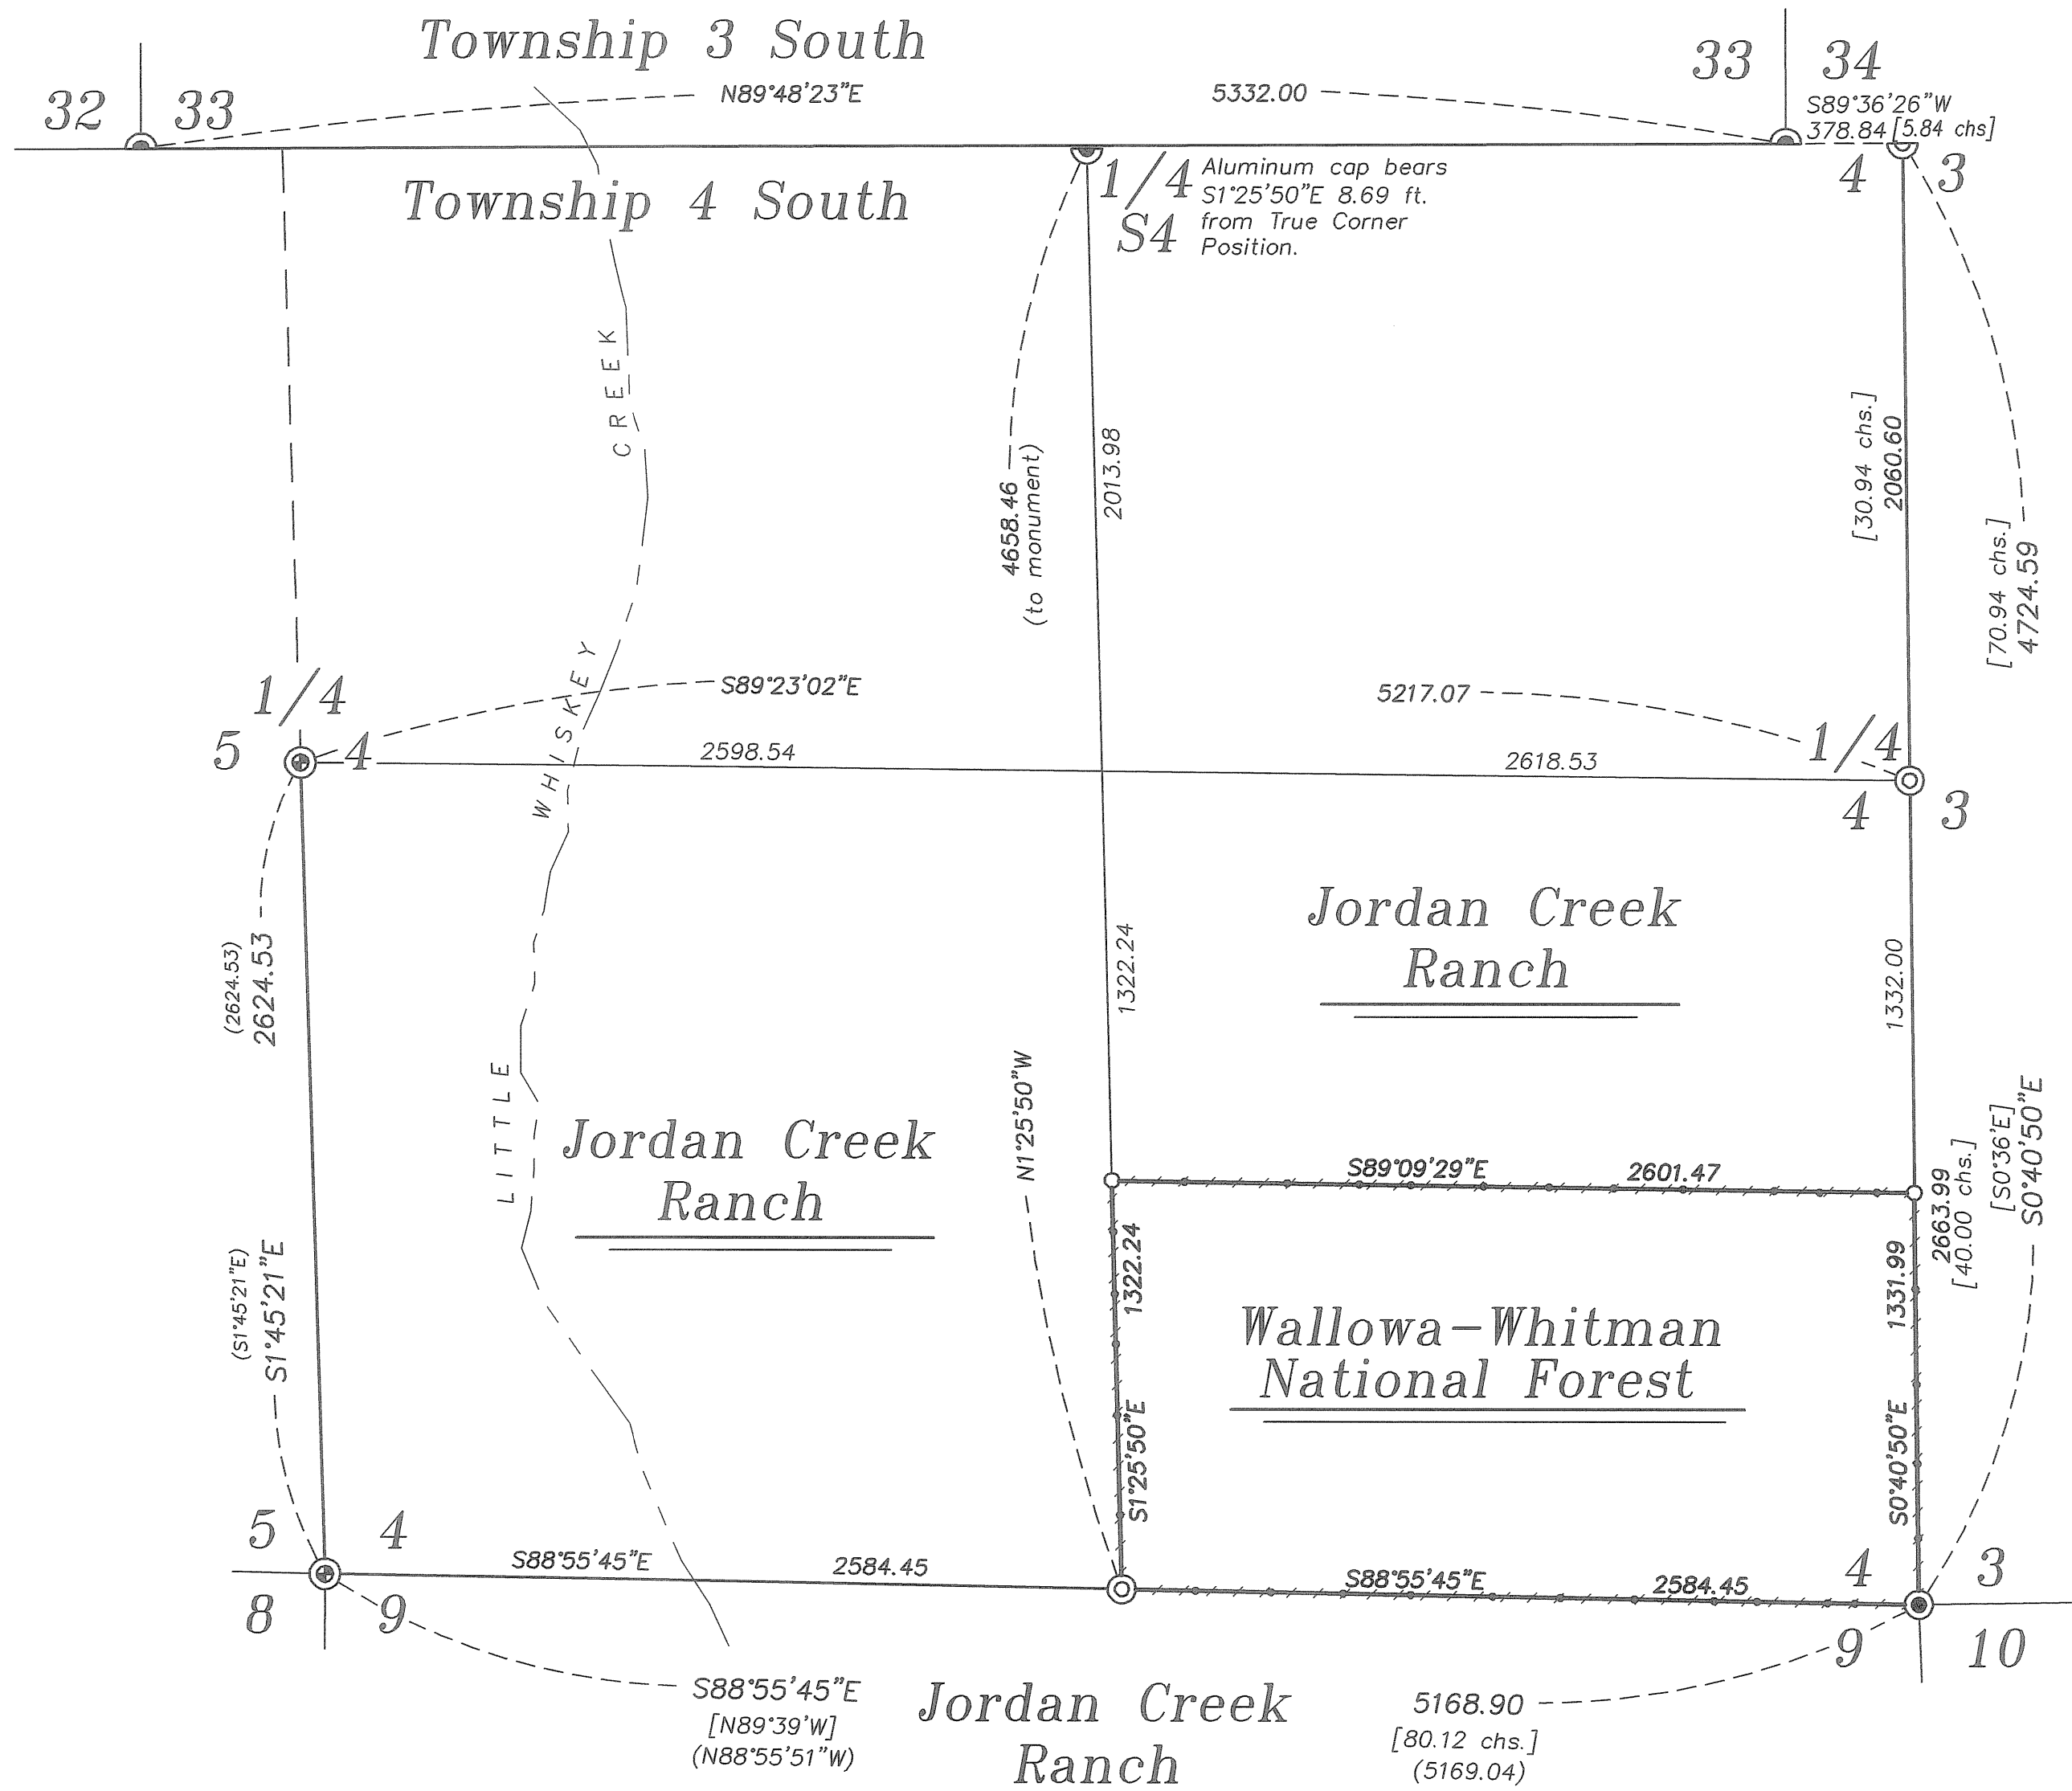 Township 3 South
32 33
N89°48'23"E
5332.00
33 34
S89°36'26"W
378.84 [5.84 chs]
Township 4 South
1/4
S4
Aluminum cap bears
S1°25'50"E 8.69 ft.
from True Corner
Position.
4 3
CREEK
4658.46
(to monument)
2013.98
[30.94 chs.]
2060.60
[70.94 chs.]
4724.59
1/4
5 4
S89°23'02"E
5217.07
1/4
2598.54
2618.53
4 3
WHISKEY
(2624.53)
2624.53
1322.24
Jordan Creek
Ranch
1332.00
LITTLE
Jordan Creek
Ranch
N1°25'50"W
S89°09'29"E
2601.47
2663.99
[40.00 chs.]
[S0°36'E]
S0°40'50"E
(S1°45'21"E)
S1°45'21"E
1322.24
S1°25'50"E
Wallowa-Whitman
National Forest
1331.99
S0°40'50"E
5 4
S88°55'45"E
2584.45
S88°55'45"E
2584.45
4 3
8 9
9 10
S88°55'45"E
[N89°39'W]
(N88°55'51"W)
Jordan Creek
Ranch
5168.90
[80.12 chs.]
(5169.04)